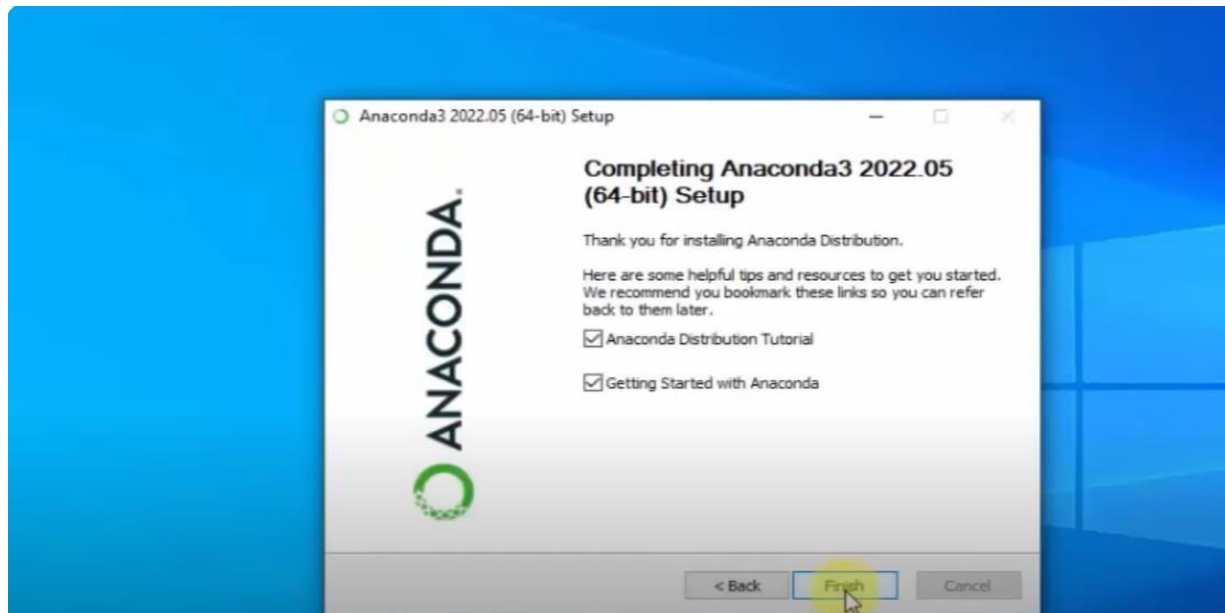 Anaconda3 2022.05 (64-bit) Setup
ANACONDA.
Completing Anaconda3 2022.05
(64-bit) Setup
Thank you for installing Anaconda Distribution.
Here are some helpful tips and resources to get you started.
We recommend you bookmark these links so you can refer
back to them later.
Anaconda Distribution Tutorial
Getting Started with Anaconda
< Back
Finish
Cancel